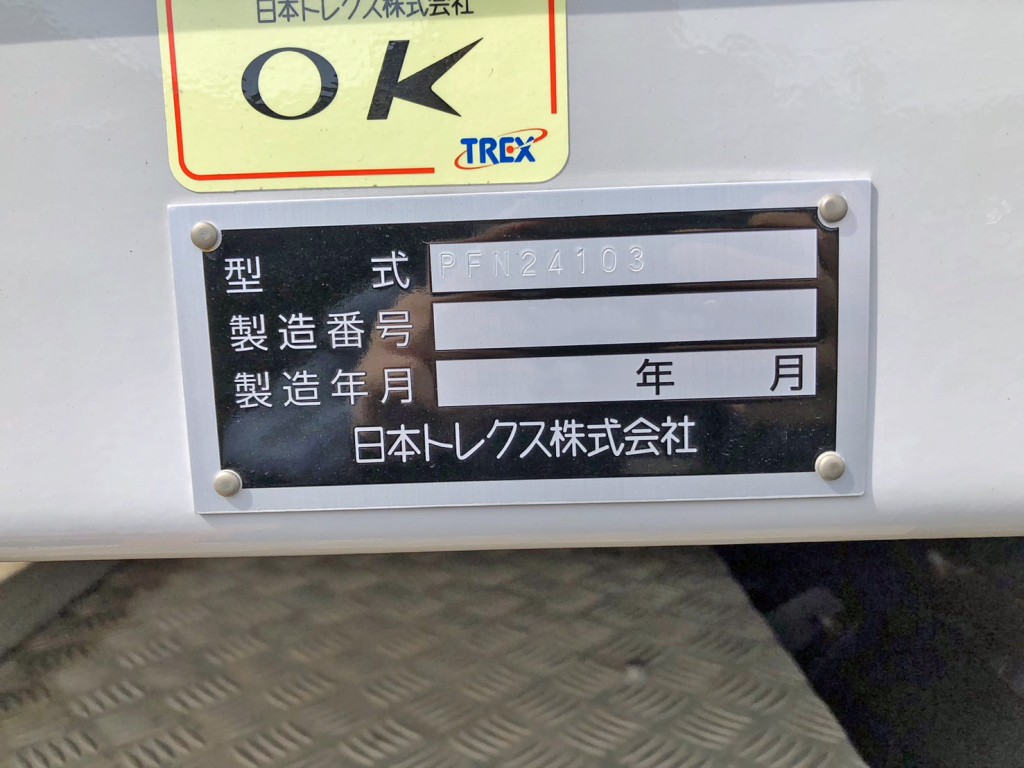 日本トレクス株式会社
OK
TREX
型式 PFN24103
製造番号
製造年月 年 月
日本トレクス株式会社